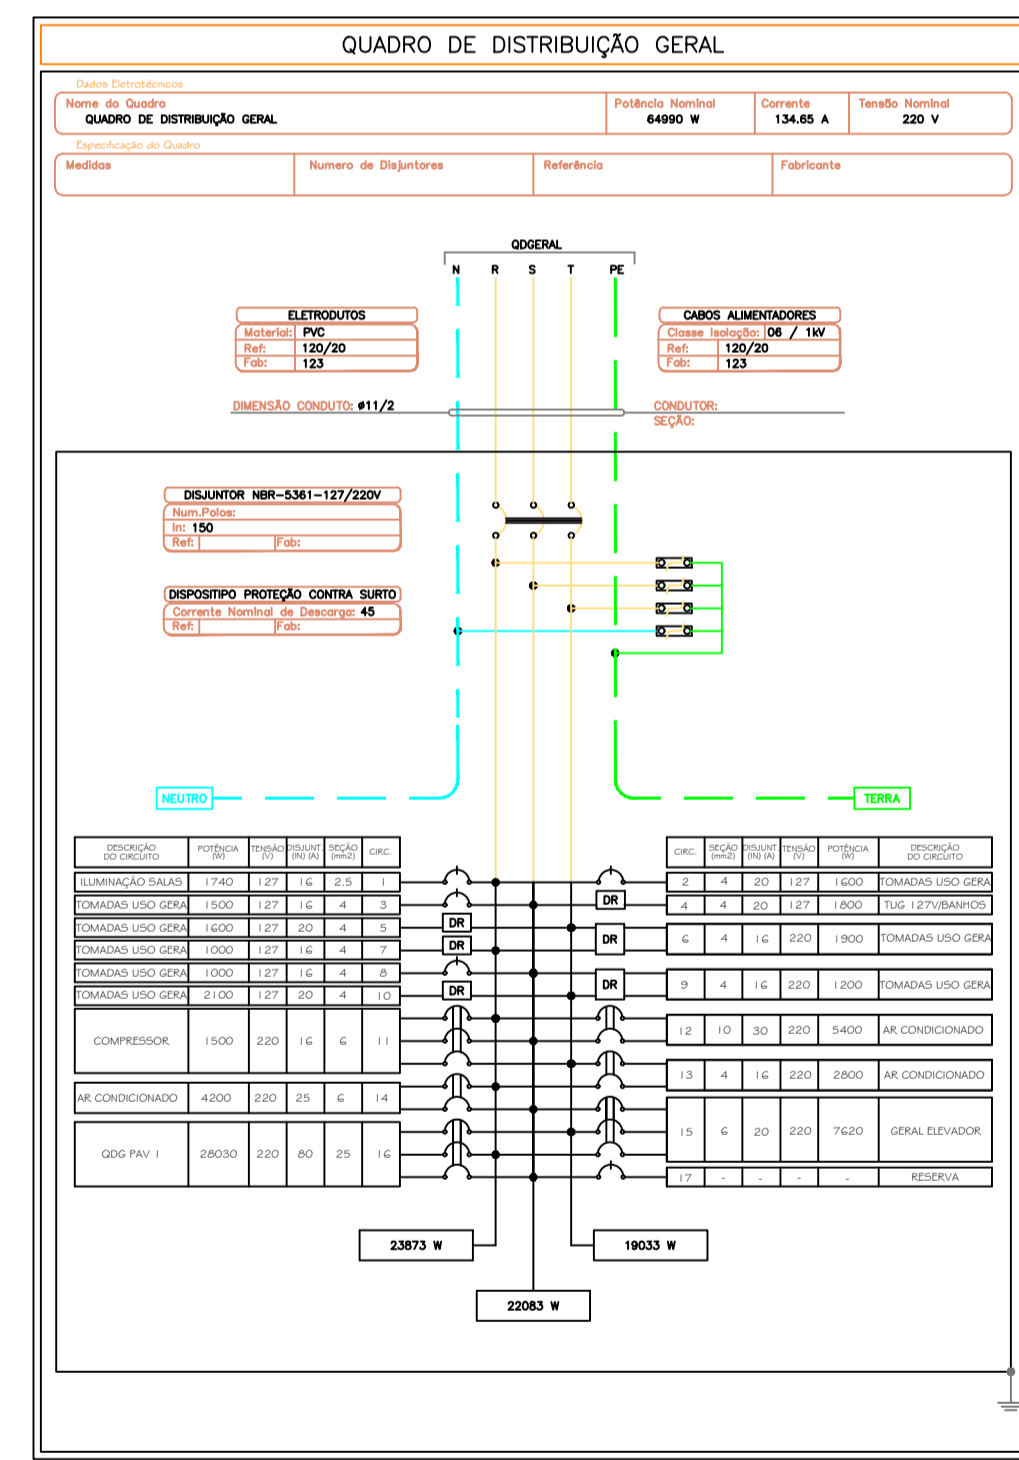 QUADRO DE DISTRIBUIÇÃO GERAL
Dados Eletrotécnicos
Nome do Quadro Potência Nominal Corrente Tensão Nominal
QUADRO DE DISTRIBUIÇÃO GERAL 64990 W 134.65 A 220 V
Especificação do Quadro
Medidas Numero de Disjuntores Referência Fabricante
QDGERAL
N R S T PE
ELETRODUTOS
Material: PVC
Ref: 120/20
Fab: 123
CABOS ALIMENTADORES
Classe Isolação: 06 / 1kV
Ref: 120/20
Fab: 123
DIMENSÃO CONDUTO: ø11/2
CONDUTOR:
SEÇÃO:
DISJUNTOR NBR-5361-127/220V
Num.Polos:
In: 150
Ref: Fab:
DISPOSITIPO PROTEÇÃO CONTRA SURTO
Corrente Nominal de Descarga: 45
Ref: Fab:
NEUTRO
TERRA
DESCRIÇÃO DO CIRCUITO POTÊNCIA (W) TENSÃO (V) DISJUNT. (IN) (A) SEÇÃO (mm2) CIRC.
ILUMINAÇÃO SALAS 1740 127 16 2.5 1
TOMADAS USO GERA 1500 127 16 4 3
TOMADAS USO GERA 1600 127 20 4 5
DR
TOMADAS USO GERA 1000 127 16 4 7
DR
TOMADAS USO GERA 1000 127 16 4 8
TOMADAS USO GERA 2100 127 20 4 10
DR
COMPRESSOR 1500 220 16 6 11
AR CONDICIONADO 4200 220 25 6 14
QDG PAV 1 28030 220 80 25 16
CIRC. SEÇÃO (mm2) DISJUNT. (IN) (A) TENSÃO (V) POTÊNCIA (W) DESCRIÇÃO DO CIRCUITO
2 4 20 127 1600 TOMADAS USO GERA
DR
4 4 20 127 1800 TUG 127V/BANHOS
DR
6 4 16 220 1900 TOMADAS USO GERA
DR
9 4 16 220 1200 TOMADAS USO GERA
12 10 30 220 5400 AR CONDICIONADO
13 4 16 220 2800 AR CONDICIONADO
15 6 20 220 7620 GERAL ELEVADOR
17 - - - - RESERVA
23873 W
19033 W
22083 W